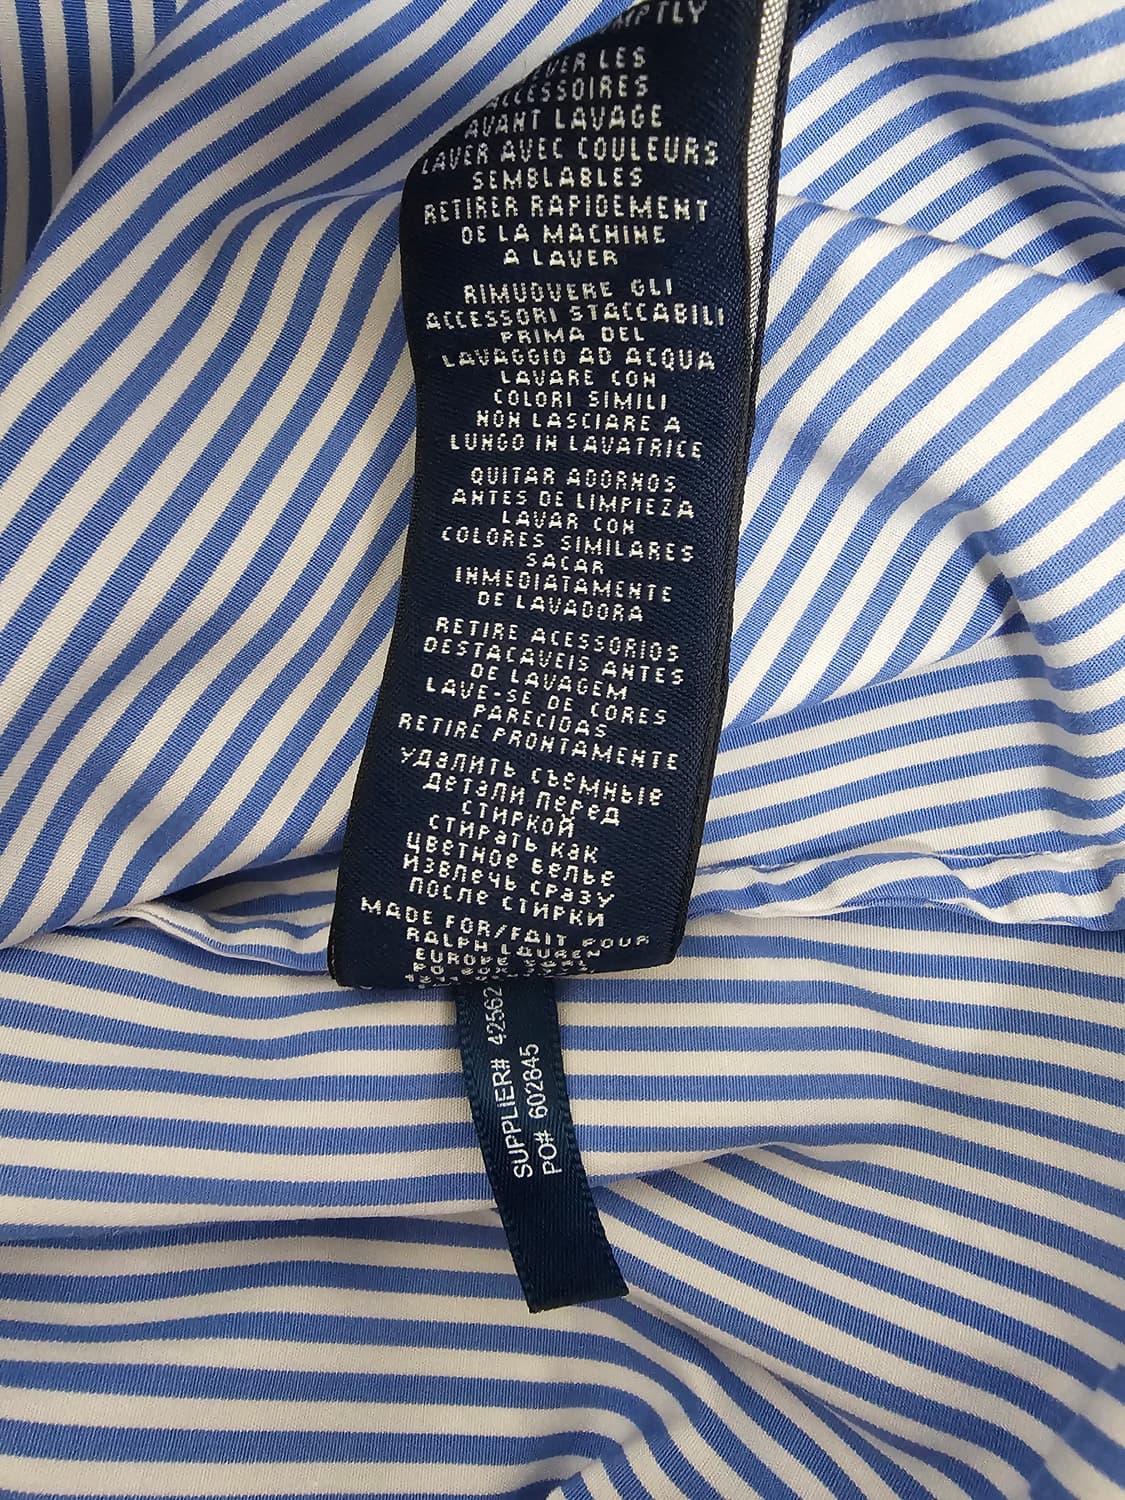 LES
ACCESSOIRES
AVANT LAVAGE
LAVER AVEC COULEURS
SEMBLABLES
RETIRER RAPIDEMENT
DE LA MACHINE
A LAVER
RIMUOVERE GLI
ACCESSORI STACCABILI
PRIMA DEL
LAVAGGIO AD ACQUA
LAVARE CON
COLORI SIMILI
NON LASCIARE A
LUNGO IN LAVATRICE
QUITAR ADORNOS
ANTES DE LIMPIEZA
LAVAR CON
COLORES SIMILARES
SACAR
INMEDIATAMENTE
DE LAVADORA
RETIRE ACESSORIOS
DESTACAVEIS ANTES
DE LAVAGEM
LAVE-SE DE CORES
PARECIDAS
RETIRE PRONTAMENTE
УДАЛИТЬ СЪЕМНЫЕ
ДЕТАЛИ ПЕРЕД
СТИРКОЙ
СТИРАТЬ КАК
ЦВЕТНОЕ БЕЛЬЕ
ИЗВЛЕЧЬ СРАЗУ
ПОСЛЕ СТИРКИ
MADE FOR/FAIT POUR
RALPH LAUREN
EUROPE SARL
SUPPLIER# 42562
PO# 602845